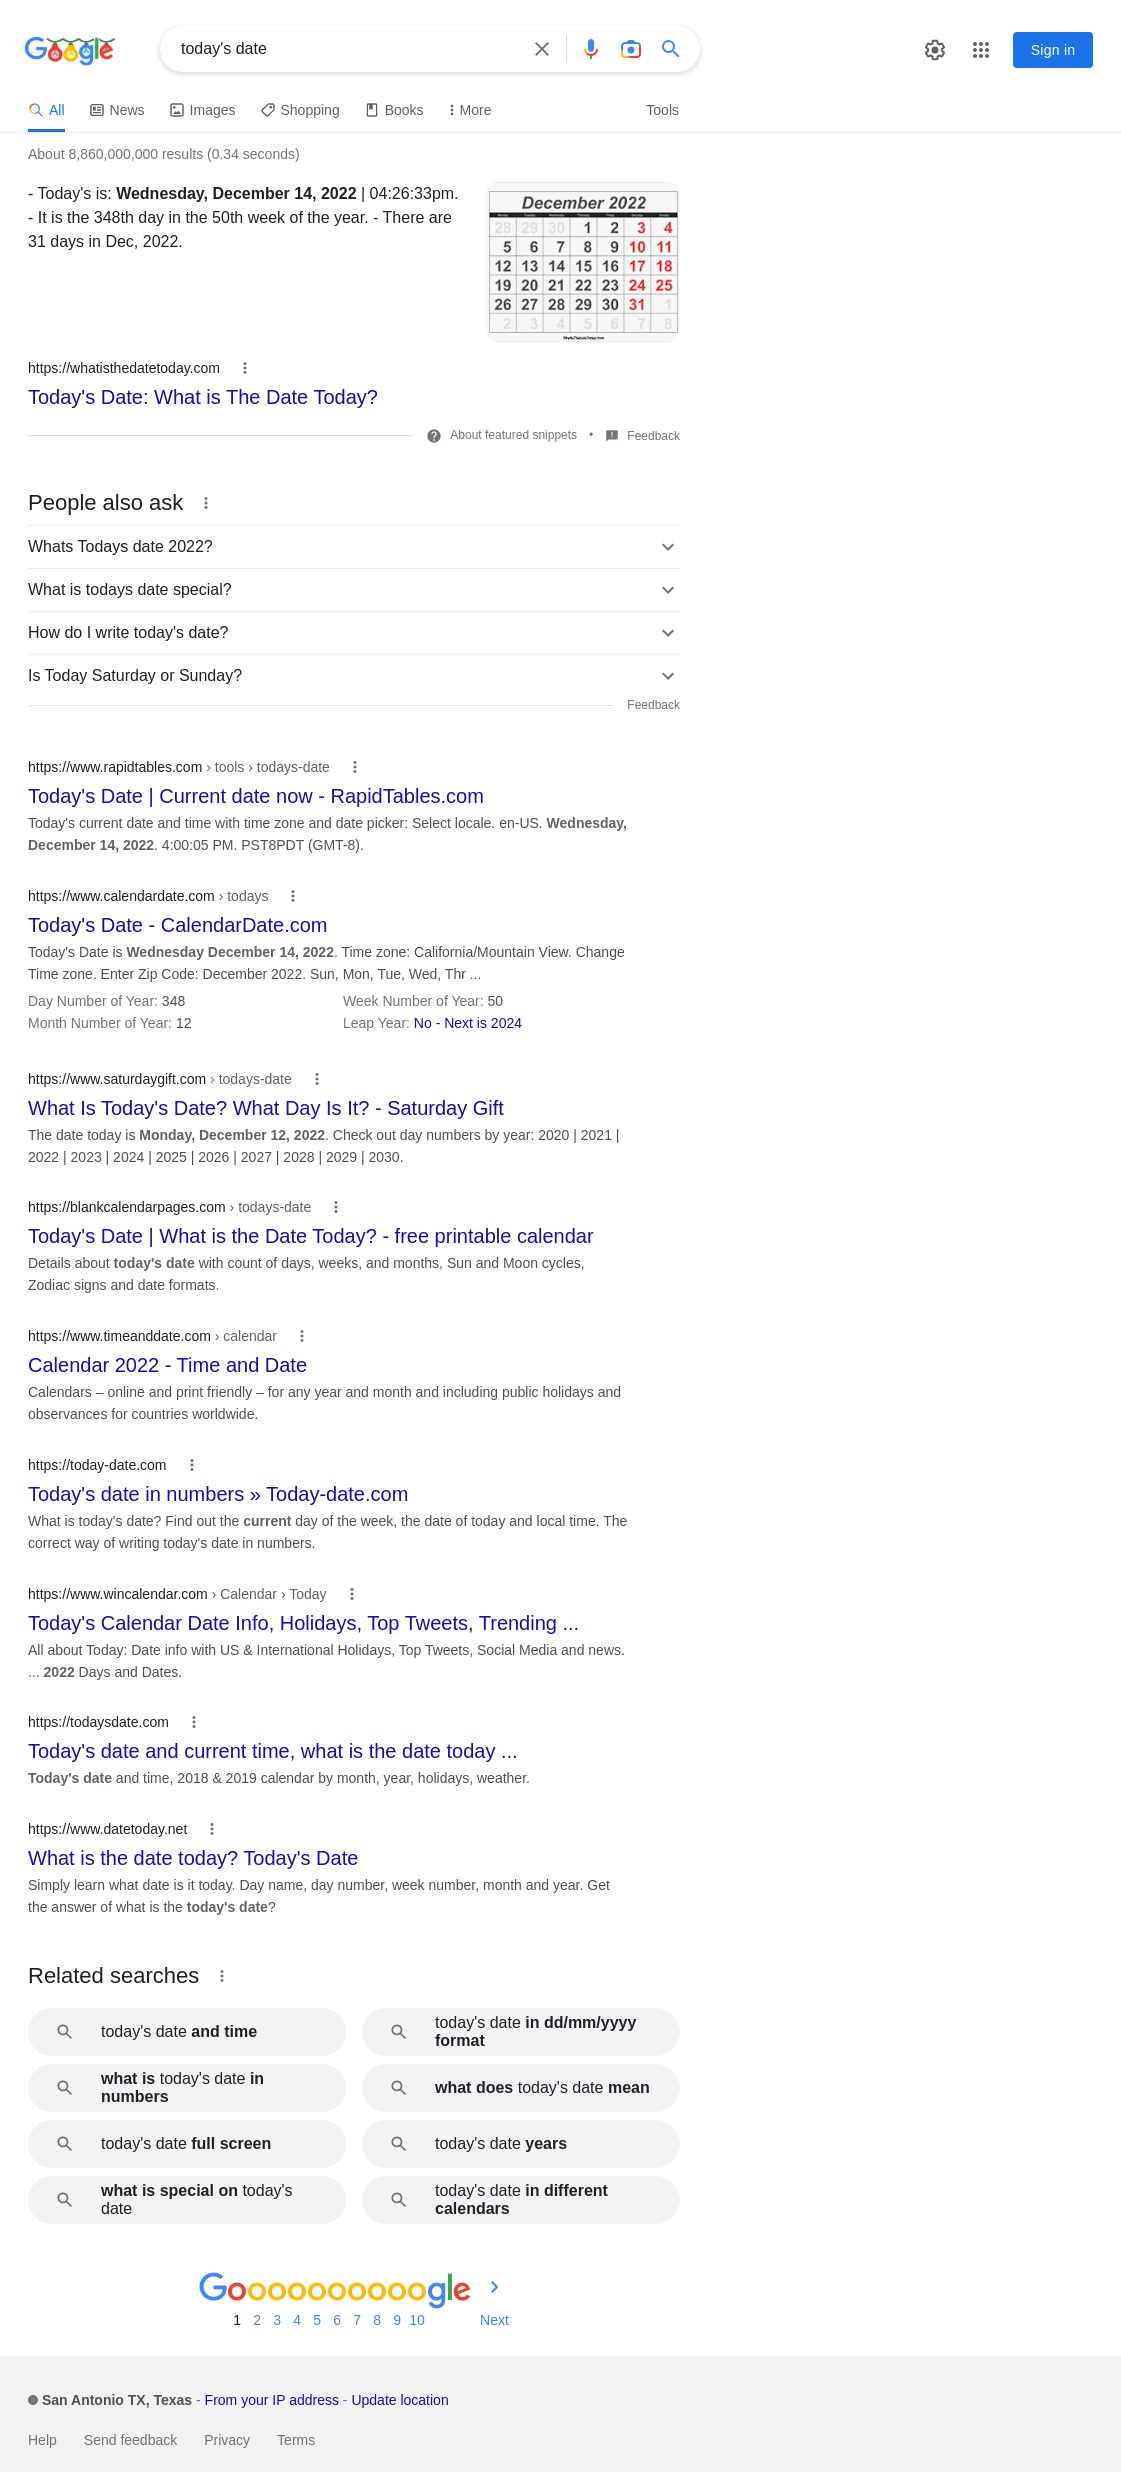 Google
today's date
Sign in
All News Images Shopping Books More Tools
About 8,860,000,000 results (0.34 seconds)
- Today's is: Wednesday, December 14, 2022 | 04:26:33pm.
- It is the 348th day in the 50th week of the year. - There are
31 days in Dec, 2022.
December 2022
Monday Tuesday Wednesday Thursday Friday Saturday Sunday
28 29 30 1 2 3 4
5 6 7 8 9 10 11
12 13 14 15 16 17 18
19 20 21 22 23 24 25
26 27 28 29 30 31 1
2 3 4 5 6 7 8
WhatIsTheDateToday.com
https://whatisthedatetoday.com
Today's Date: What is The Date Today?
About featured snippets • Feedback
People also ask
Whats Todays date 2022?
What is todays date special?
How do I write today's date?
Is Today Saturday or Sunday?
Feedback
https://www.rapidtables.com › tools › todays-date
Today's Date | Current date now - RapidTables.com
Today's current date and time with time zone and date picker: Select locale. en-US. Wednesday,
December 14, 2022. 4:00:05 PM. PST8PDT (GMT-8).
https://www.calendardate.com › todays
Today's Date - CalendarDate.com
Today's Date is Wednesday December 14, 2022. Time zone: California/Mountain View. Change
Time zone. Enter Zip Code: December 2022. Sun, Mon, Tue, Wed, Thr ...
Day Number of Year: 348 Week Number of Year: 50
Month Number of Year: 12 Leap Year: No - Next is 2024
https://www.saturdaygift.com › todays-date
What Is Today's Date? What Day Is It? - Saturday Gift
The date today is Monday, December 12, 2022. Check out day numbers by year: 2020 | 2021 |
2022 | 2023 | 2024 | 2025 | 2026 | 2027 | 2028 | 2029 | 2030.
https://blankcalendarpages.com › todays-date
Today's Date | What is the Date Today? - free printable calendar
Details about today's date with count of days, weeks, and months, Sun and Moon cycles,
Zodiac signs and date formats.
https://www.timeanddate.com › calendar
Calendar 2022 - Time and Date
Calendars – online and print friendly – for any year and month and including public holidays and
observances for countries worldwide.
https://today-date.com
Today's date in numbers » Today-date.com
What is today's date? Find out the current day of the week, the date of today and local time. The
correct way of writing today's date in numbers.
https://www.wincalendar.com › Calendar › Today
Today's Calendar Date Info, Holidays, Top Tweets, Trending ...
All about Today: Date info with US & International Holidays, Top Tweets, Social Media and news.
... 2022 Days and Dates.
https://todaysdate.com
Today's date and current time, what is the date today ...
Today's date and time, 2018 & 2019 calendar by month, year, holidays, weather.
https://www.datetoday.net
What is the date today? Today's Date
Simply learn what date is it today. Day name, day number, week number, month and year. Get
the answer of what is the today's date?
Related searches
today's date and time
today's date in dd/mm/yyyy
format
what is today's date in
numbers
what does today's date mean
today's date full screen
today's date years
what is special on today's
date
today's date in different
calendars
Goooooooooogle
1 2 3 4 5 6 7 8 9 10 Next
San Antonio TX, Texas - From your IP address - Update location
Help Send feedback Privacy Terms